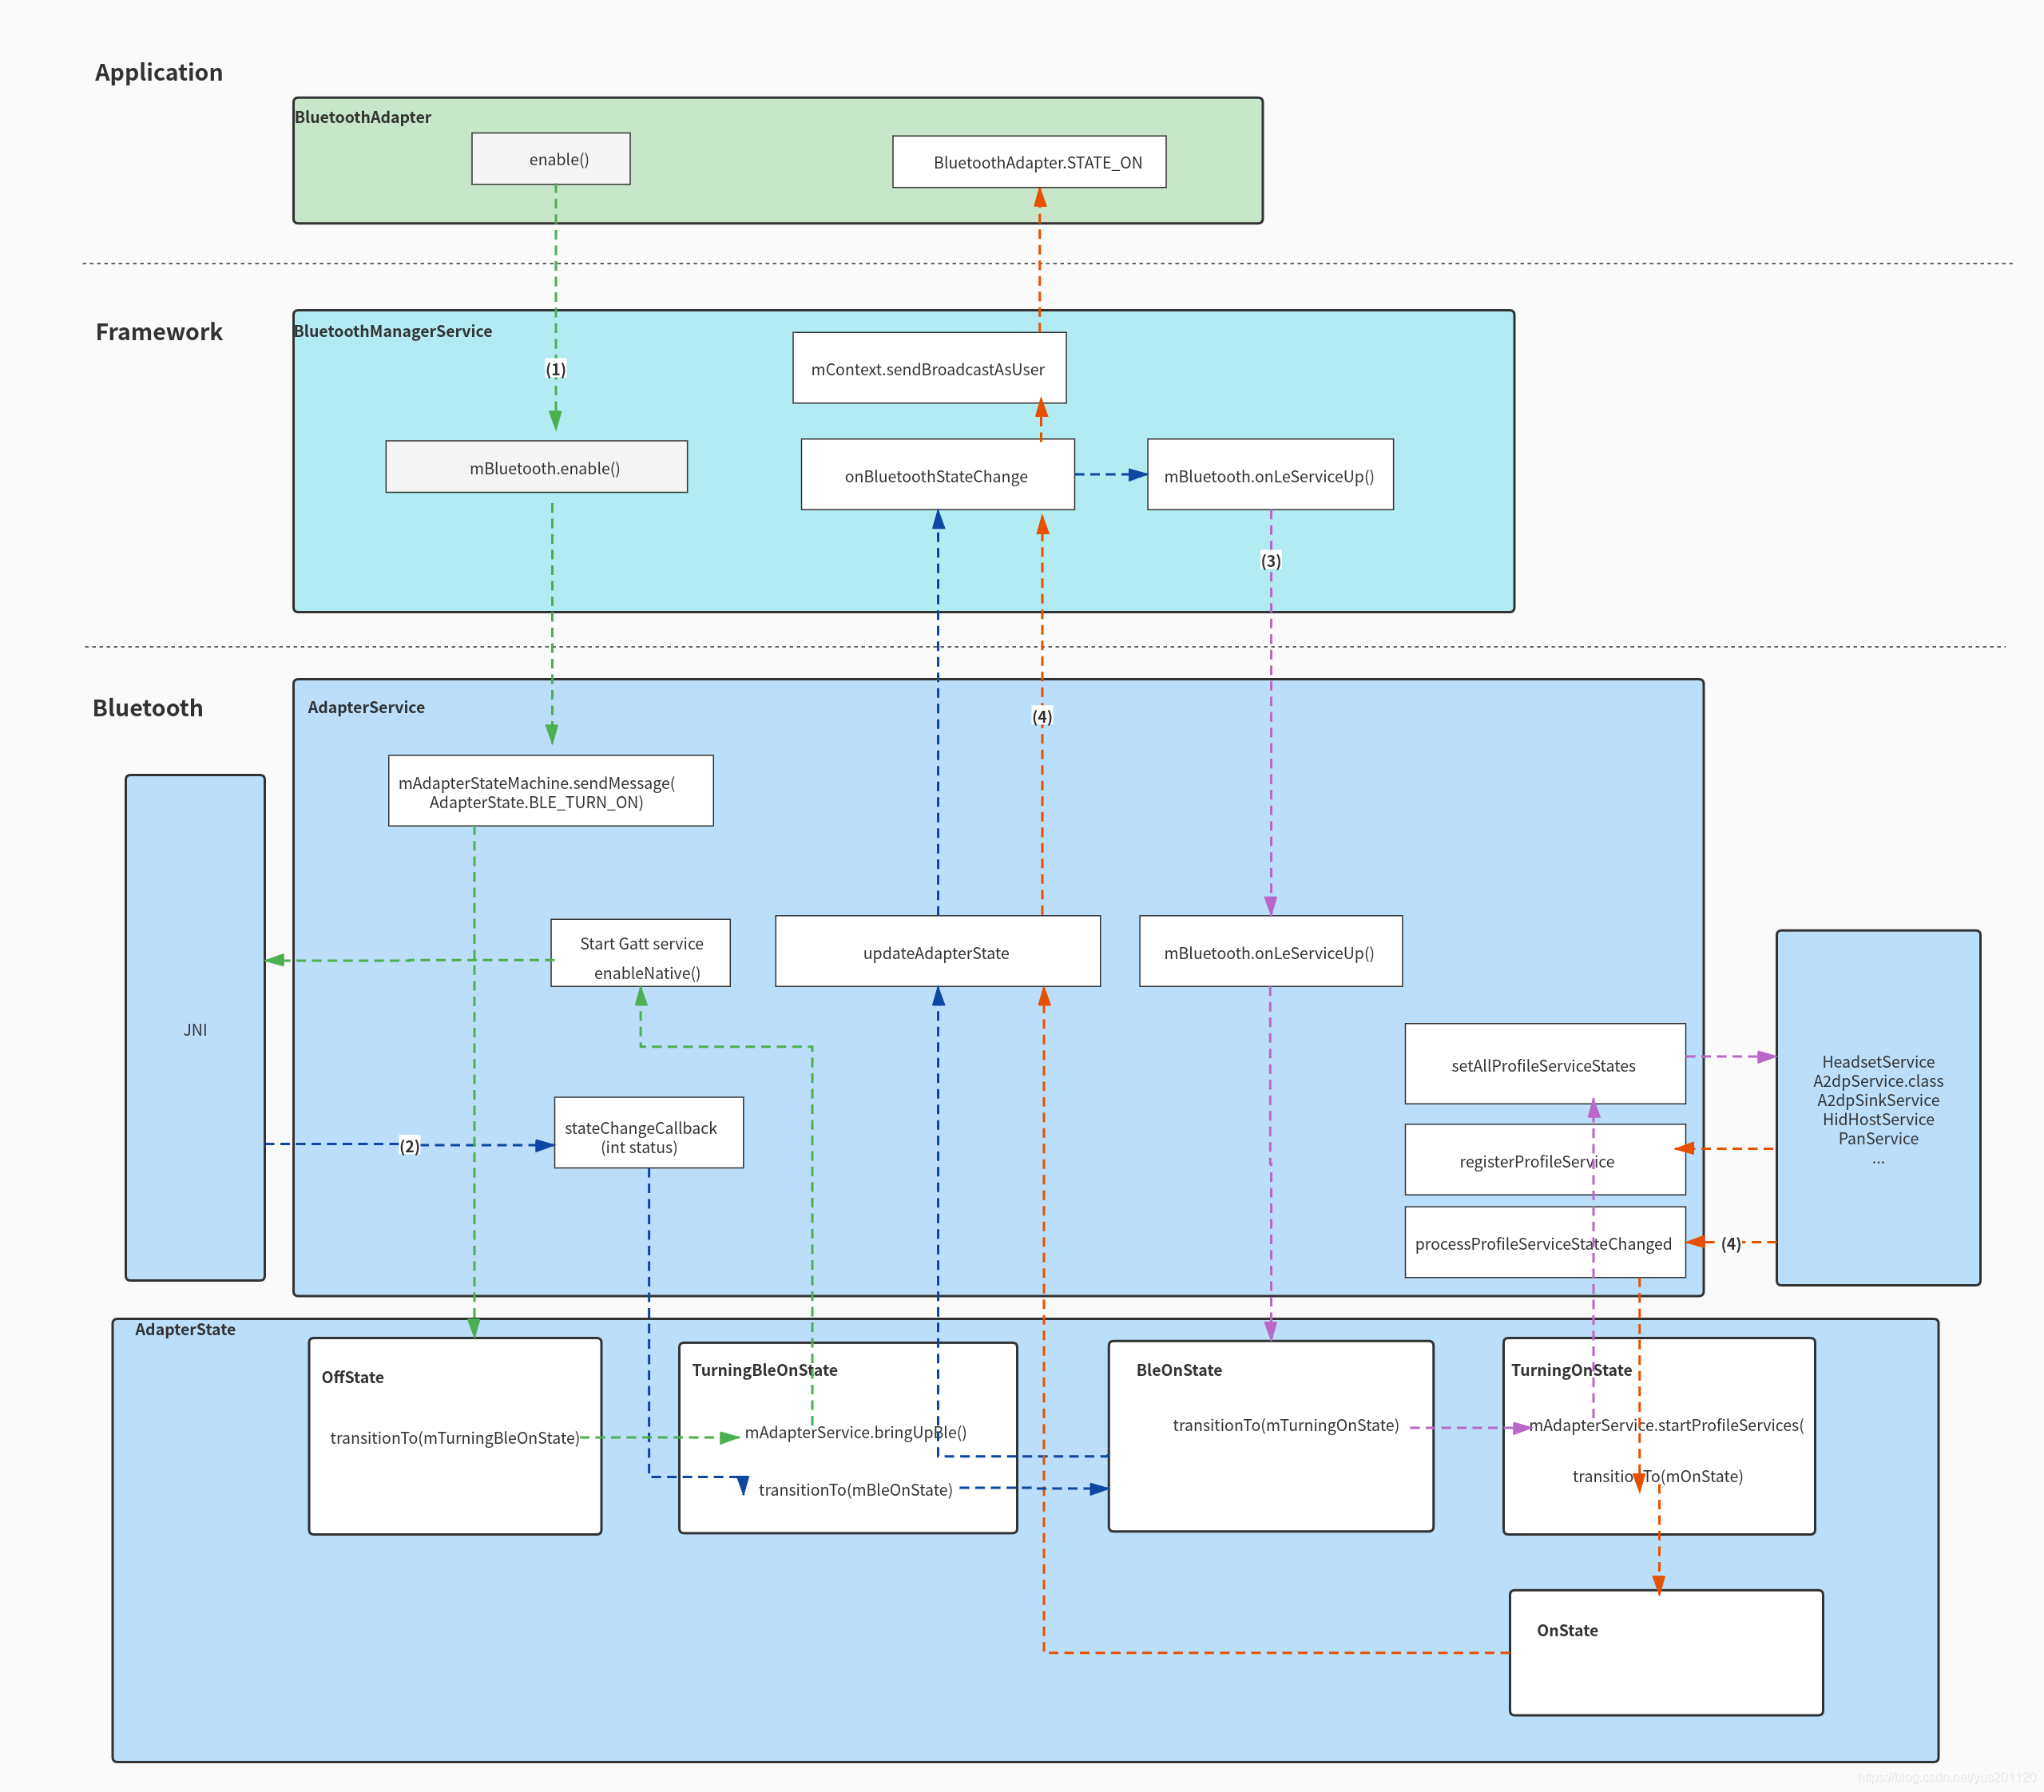 Application
BluetoothAdapter
enable()
BluetoothAdapter.STATE_ON
Framework
BluetoothManagerService
(1)
mContext.sendBroadcastAsUser
mBluetooth.enable()
onBluetoothStateChange
mBluetooth.onLeServiceUp()
(3)
Bluetooth
AdapterService
(4)
mAdapterStateMachine.sendMessage(
AdapterState.BLE_TURN_ON)
Start Gatt service
enableNative()
updateAdapterState
mBluetooth.onLeServiceUp()
JNI
setAllProfileServiceStates
HeadsetService
A2dpService.class
A2dpSinkService
HidHostService
PanService
...
(2)
stateChangeCallback
(int status)
registerProfileService
processProfileServiceStateChanged
(4)
AdapterState
OffState
transitionTo(mTurningBleOnState)
TurningBleOnState
mAdapterService.bringUpBle()
transitionTo(mBleOnState)
BleOnState
transitionTo(mTurningOnState)
TurningOnState
mAdapterService.startProfileServices(
transitionTo(mOnState)
OnState
https://blog.csdn.net/yus201120